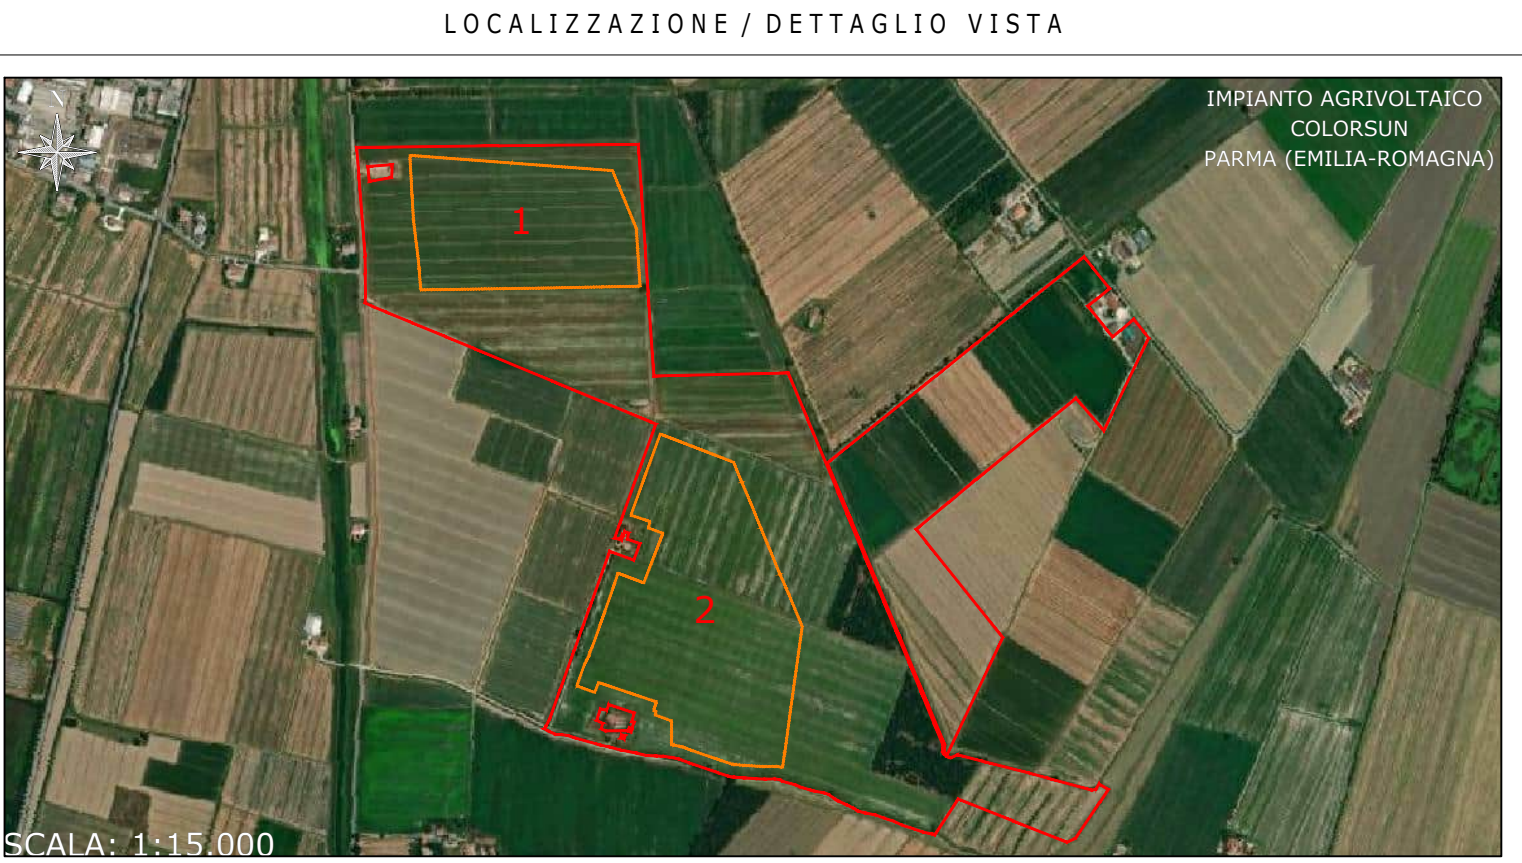 LOCALIZZAZIONE / DETTAGLIO VISTA
IMPIANTO AGRIVOLTAICO
COLORSUN
PARMA (EMILIA-ROMAGNA)
1
2
SCALA: 1:15.000